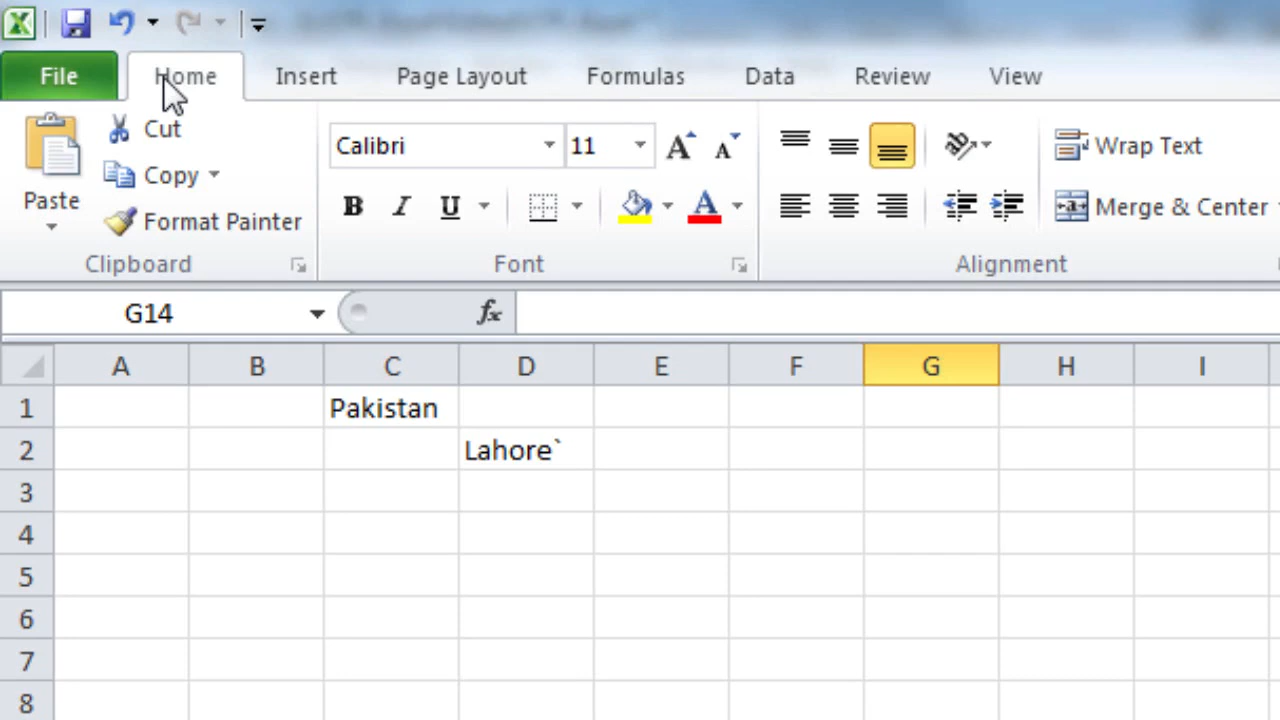 File Home Insert Page Layout Formulas Data Review View
Cut
Calibri 11 Wrap Text
Copy
Paste B I U A Merge & Center
Format Painter
Clipboard Font Alignment
G14 fx
A B C D E F G H I
1 Pakistan
2 Lahore`
3
4
5
6
7
8